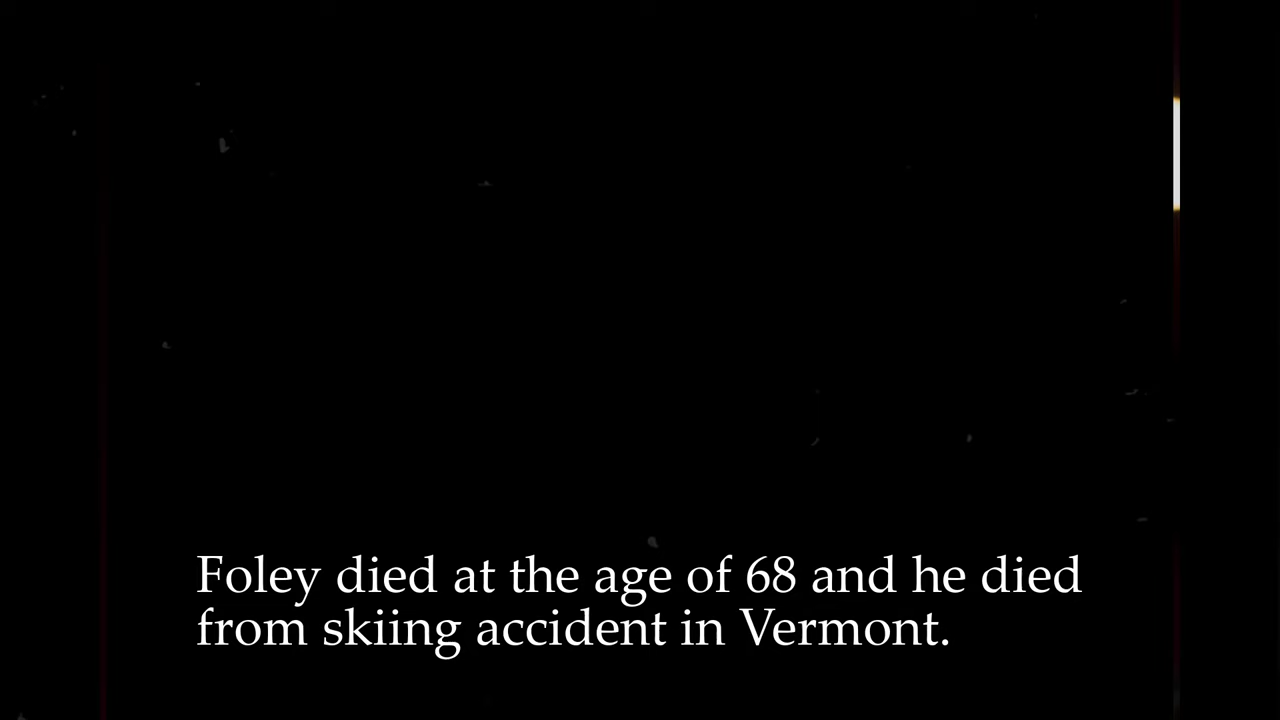 Foley died at the age of 68 and he died
from skiing accident in Vermont.